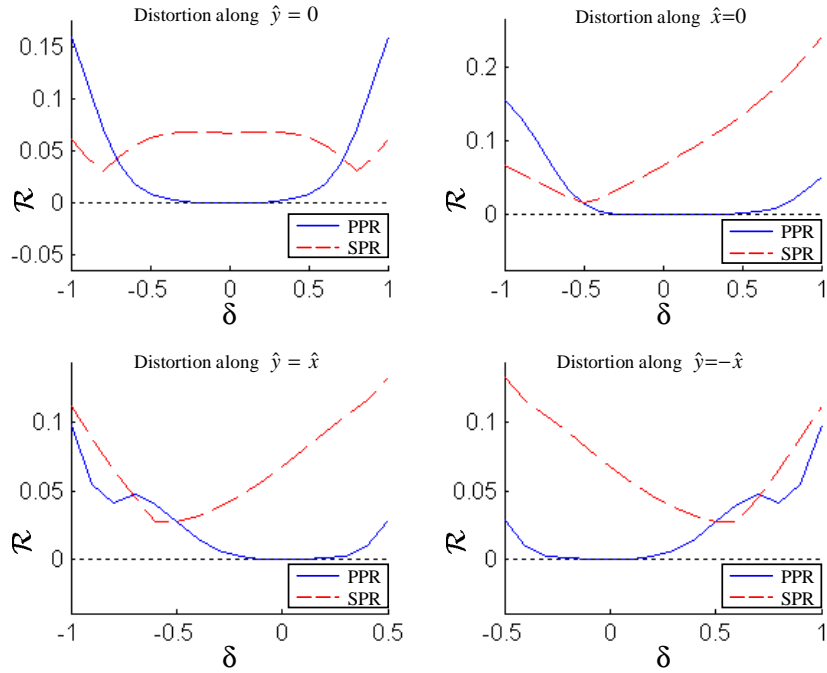 Distortion along ŷ = 0
0.15
0.1
0.05
0
-0.05
ℛ
PPR
SPR
-1 -0.5 0 0.5 1
δ
Distortion along x̂=0
0.2
0.1
0
ℛ
PPR
SPR
-1 -0.5 0 0.5 1
δ
Distortion along ŷ = x̂
0.1
0.05
0
ℛ
PPR
SPR
-1 -0.5 0 0.5
δ
Distortion along ŷ=−x̂
0.1
0.05
0
ℛ
PPR
SPR
-0.5 0 0.5 1
δ